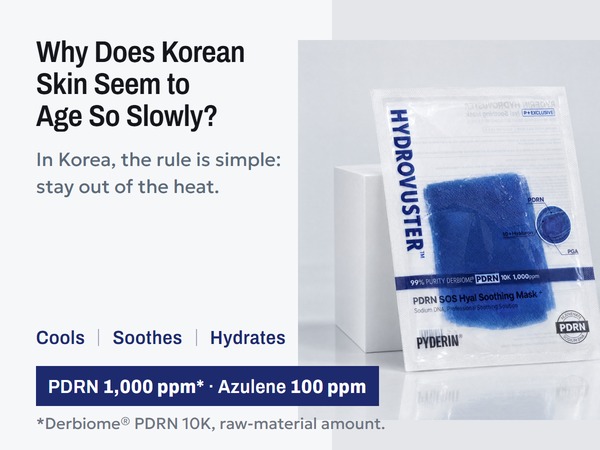 Why Does Korean
Skin Seem to
Age So Slowly?
In Korea, the rule is simple:
stay out of the heat.
Cools | Soothes | Hydrates
PDRN 1,000 ppm* · Azulene 100 ppm
*Derbiome® PDRN 10K, raw-material amount.
P+EXCLUSIVE
HYDROVUSTER™
PDRN
PGA
99% PURITY DERBIOME® PDRN 10K 1,000ppm
PDRN SOS Hyal Soothing Mask
PYDERIN®
PDRN